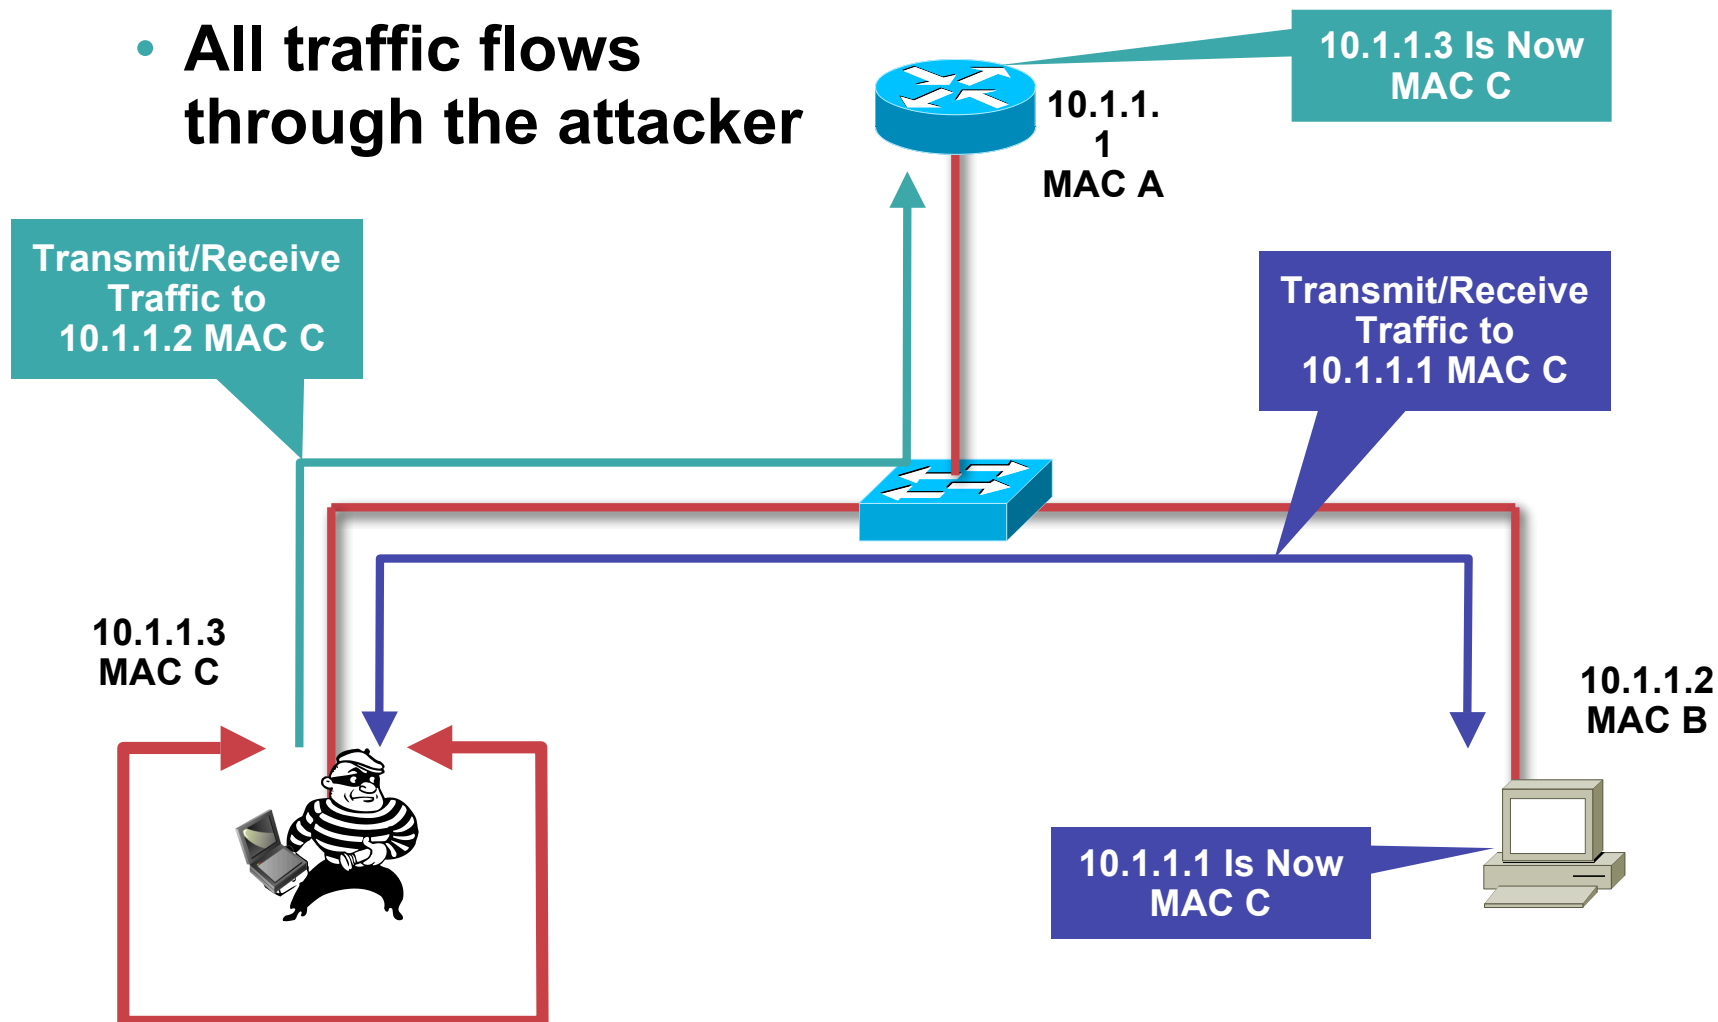 • All traffic flows
through the attacker
10.1.1.3 Is Now
MAC C
10.1.1.
1
MAC A
Transmit/Receive
Traffic to
10.1.1.2 MAC C
Transmit/Receive
Traffic to
10.1.1.1 MAC C
10.1.1.3
MAC C
10.1.1.2
MAC B
10.1.1.1 Is Now
MAC C